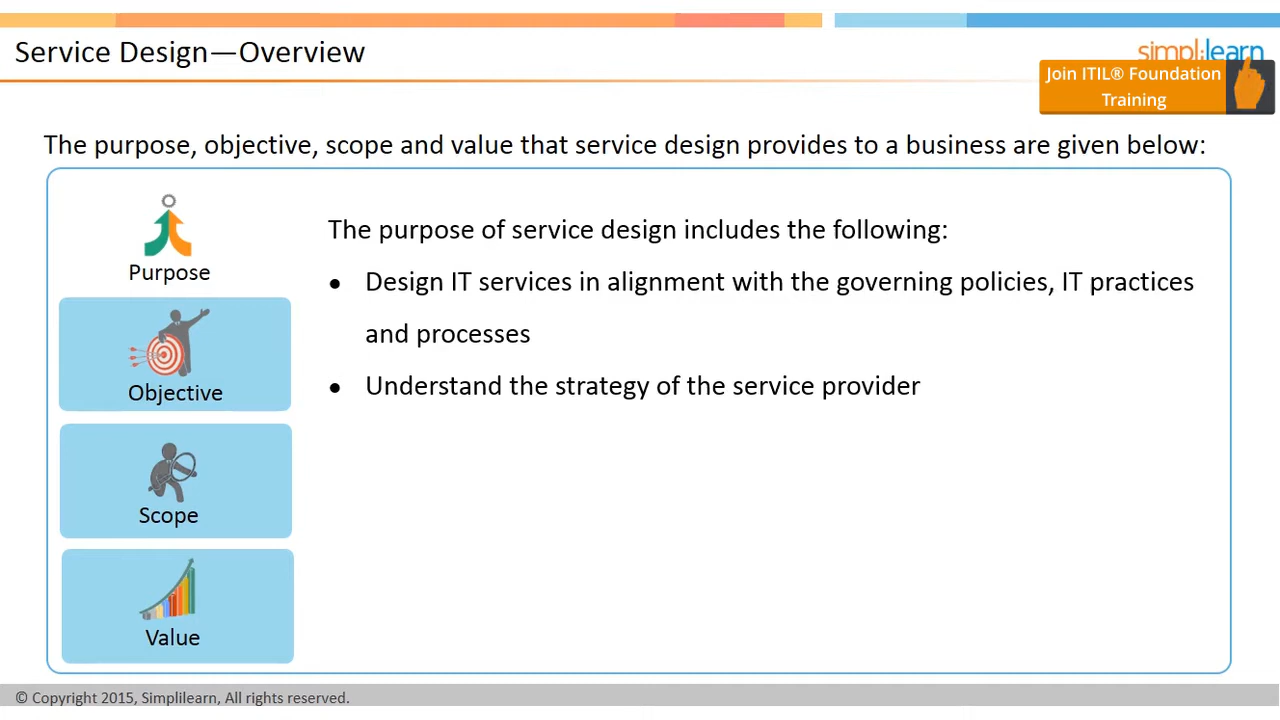 Service Design—Overview
simplilearn
Join ITIL® Foundation
Training
The purpose, objective, scope and value that service design provides to a business are given below:
Purpose
The purpose of service design includes the following:
● Design IT services in alignment with the governing policies, IT practices
and processes
● Understand the strategy of the service provider
Objective
Scope
Value
© Copyright 2015, Simplilearn, All rights reserved.